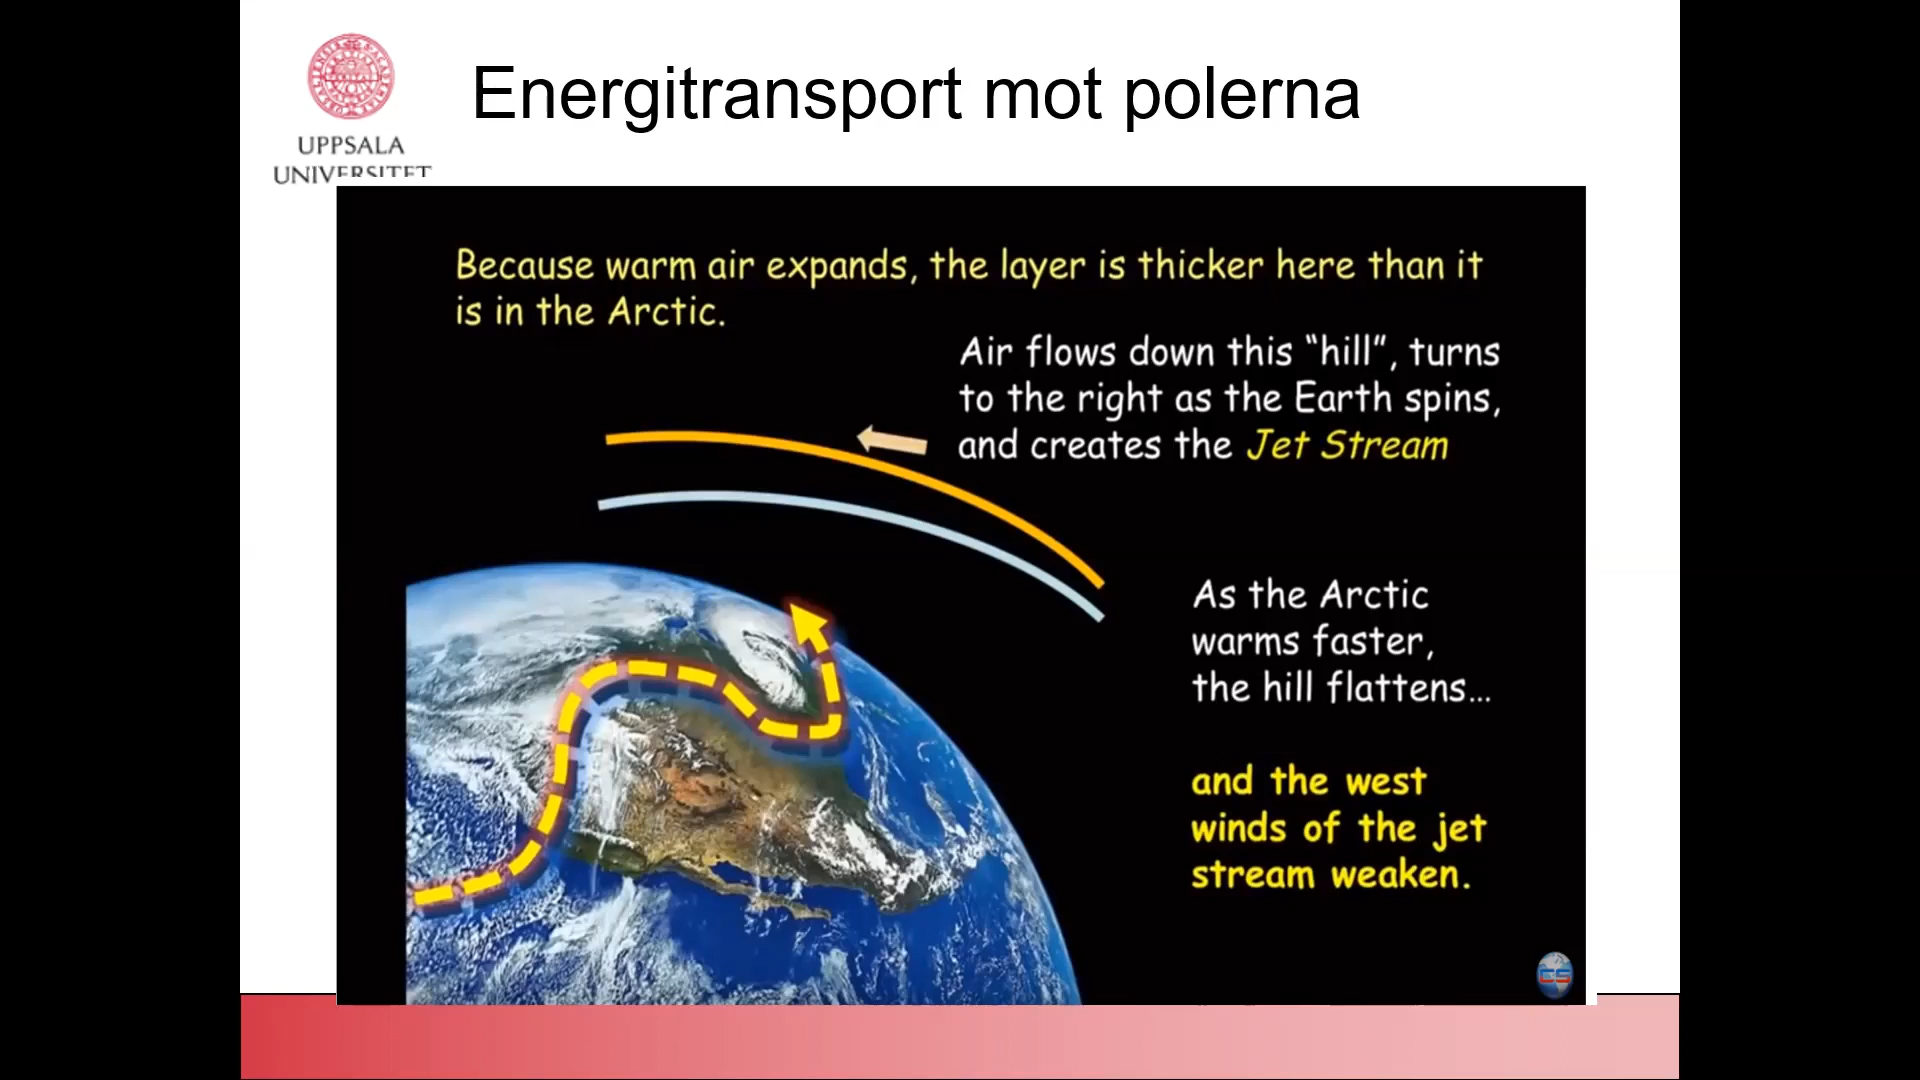 Energitransport mot polerna
UPPSALA
UNIVERSITET
Because warm air expands, the layer is thicker here than it
is in the Arctic.
Air flows down this “hill”, turns
to the right as the Earth spins,
and creates the Jet Stream
As the Arctic
warms faster,
the hill flattens…
and the west
winds of the jet
stream weaken.
CS